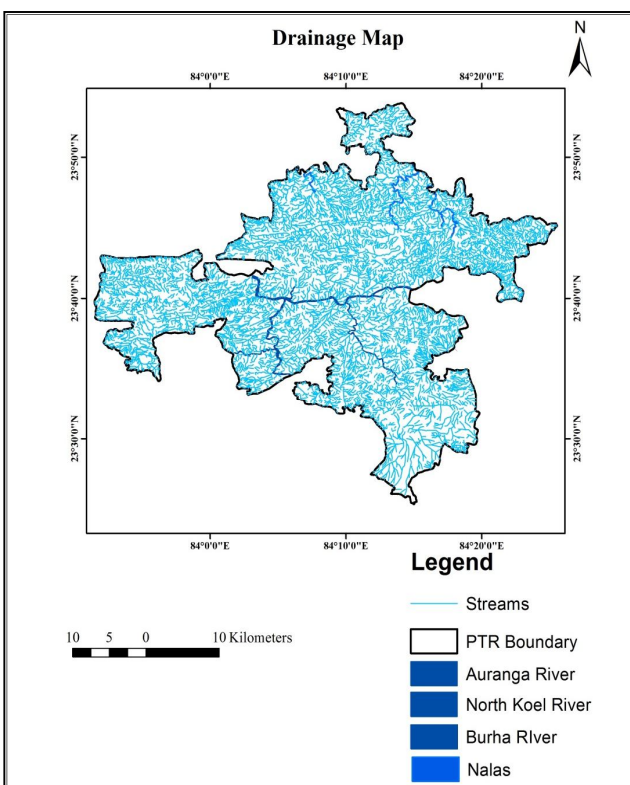 Drainage Map
N
84°0'0"E 84°10'0"E 84°20'0"E
23°50'0"N 23°50'0"N
23°40'0"N 23°40'0"N
23°30'0"N 23°30'0"N
84°0'0"E 84°10'0"E 84°20'0"E
Legend
Streams
10 5 0 10 Kilometers
PTR Boundary
Auranga River
North Koel River
Burha RIver
Nalas